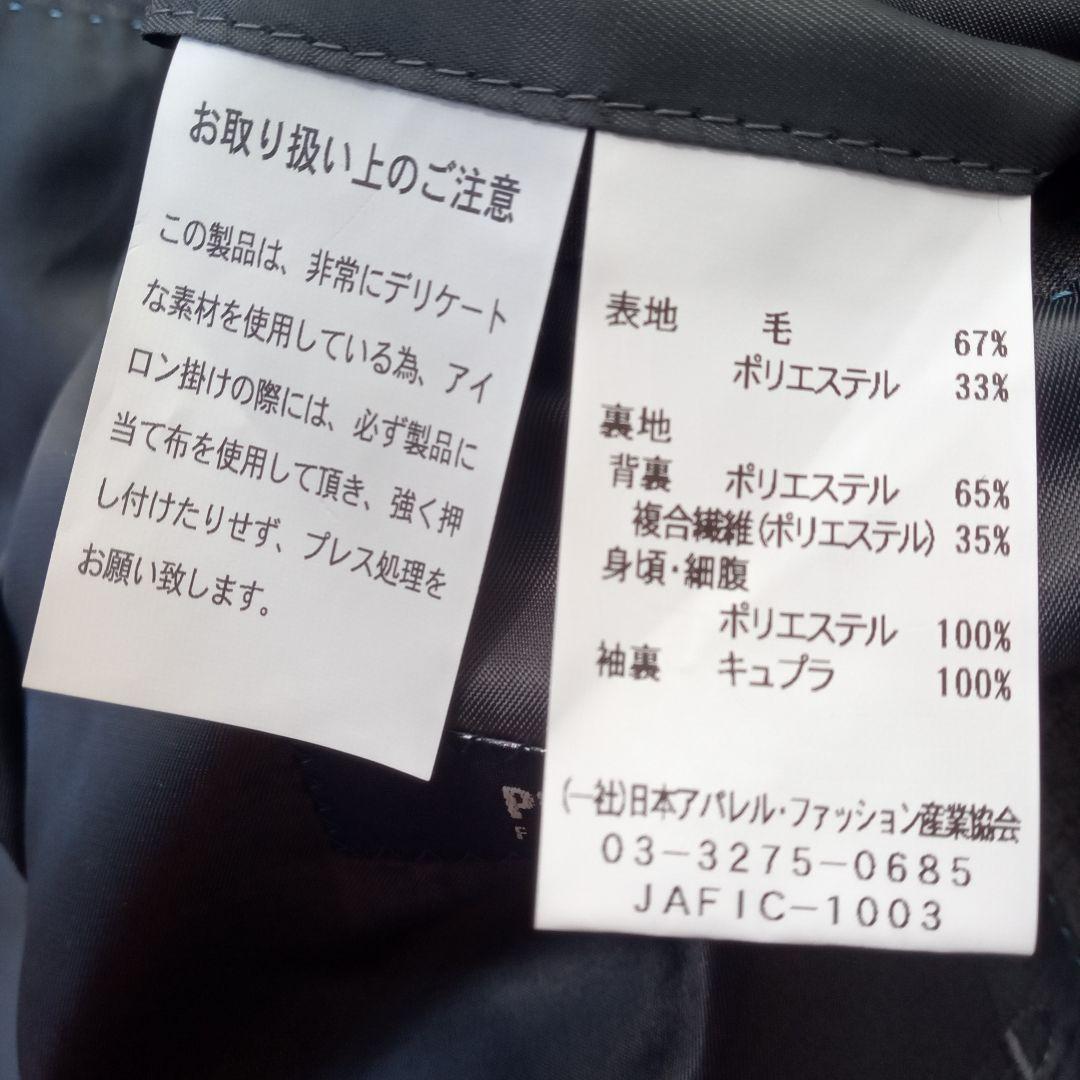 お取り扱い上のご注意
この製品は、非常にデリケート
な素材を使用している為、アイ
ロン掛けの際には、必ず製品に
当て布を使用して頂き、強く押
し付けたりせず、プレス処理を
お願い致します。
表地 毛 67%
ポリエステル 33%
裏地
背裏 ポリエステル 65%
複合繊維(ポリエステル) 35%
身頃・細腹
ポリエステル 100%
袖裏 キュプラ 100%
(一社)日本アパレル・ファッション産業協会
03-3275-0685
JAFIC-1003